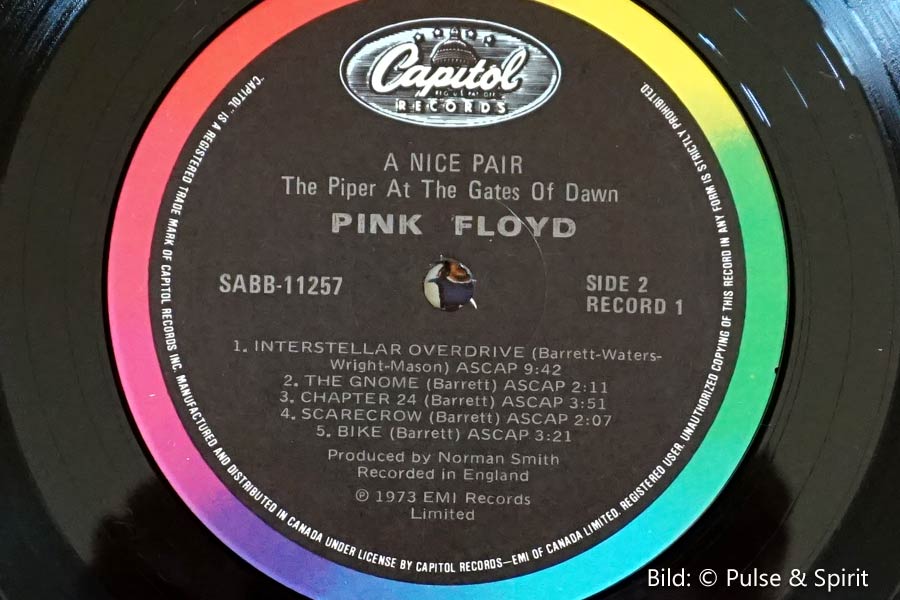 Capitol
REG. U.S. PAT. OFF.
RECORDS
A NICE PAIR
The Piper At The Gates Of Dawn
PINK FLOYD
SABB-11257
SIDE 2
RECORD 1
1. INTERSTELLAR OVERDRIVE (Barrett-Waters-
Wright-Mason) ASCAP 9:42
2. THE GNOME (Barrett) ASCAP 2:11
3. CHAPTER 24 (Barrett) ASCAP 3:51
4. SCARECROW (Barrett) ASCAP 2:07
5. BIKE (Barrett) ASCAP 3:21
Produced by Norman Smith
Recorded in England
℗ 1973 EMI Records
Limited
"CAPITOL" IS A REGISTERED TRADE MARK OF CAPITOL RECORDS INC. MANUFACTURED AND DISTRIBUTED IN CANADA UNDER LICENSE BY CAPITOL RECORDS—EMI OF CANADA LIMITED. REGISTERED USER. UNAUTHORIZED COPYING OF THIS RECORD IN ANY FORM IS STRICTLY PROHIBITED
Bild: © Pulse & Spirit